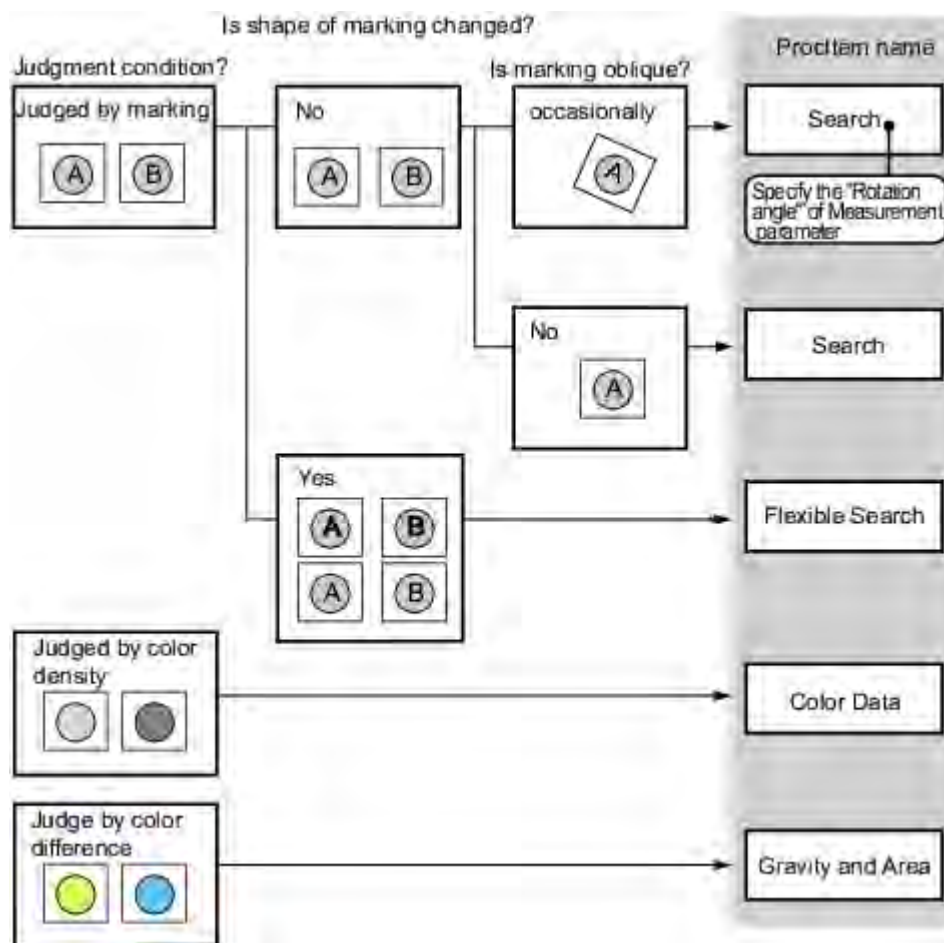 Is shape of marking changed?
ProcItem name
Judgment condition?
Is marking oblique?
Judged by marking
A B
No
A B
occasionally
A
Search
Specify the "Rotation
angle" of Measurement
parameter
No
A
Search
Yes
A B
A B
Flexible Search
Judged by color
density
Color Data
Judge by color
difference
Gravity and Area